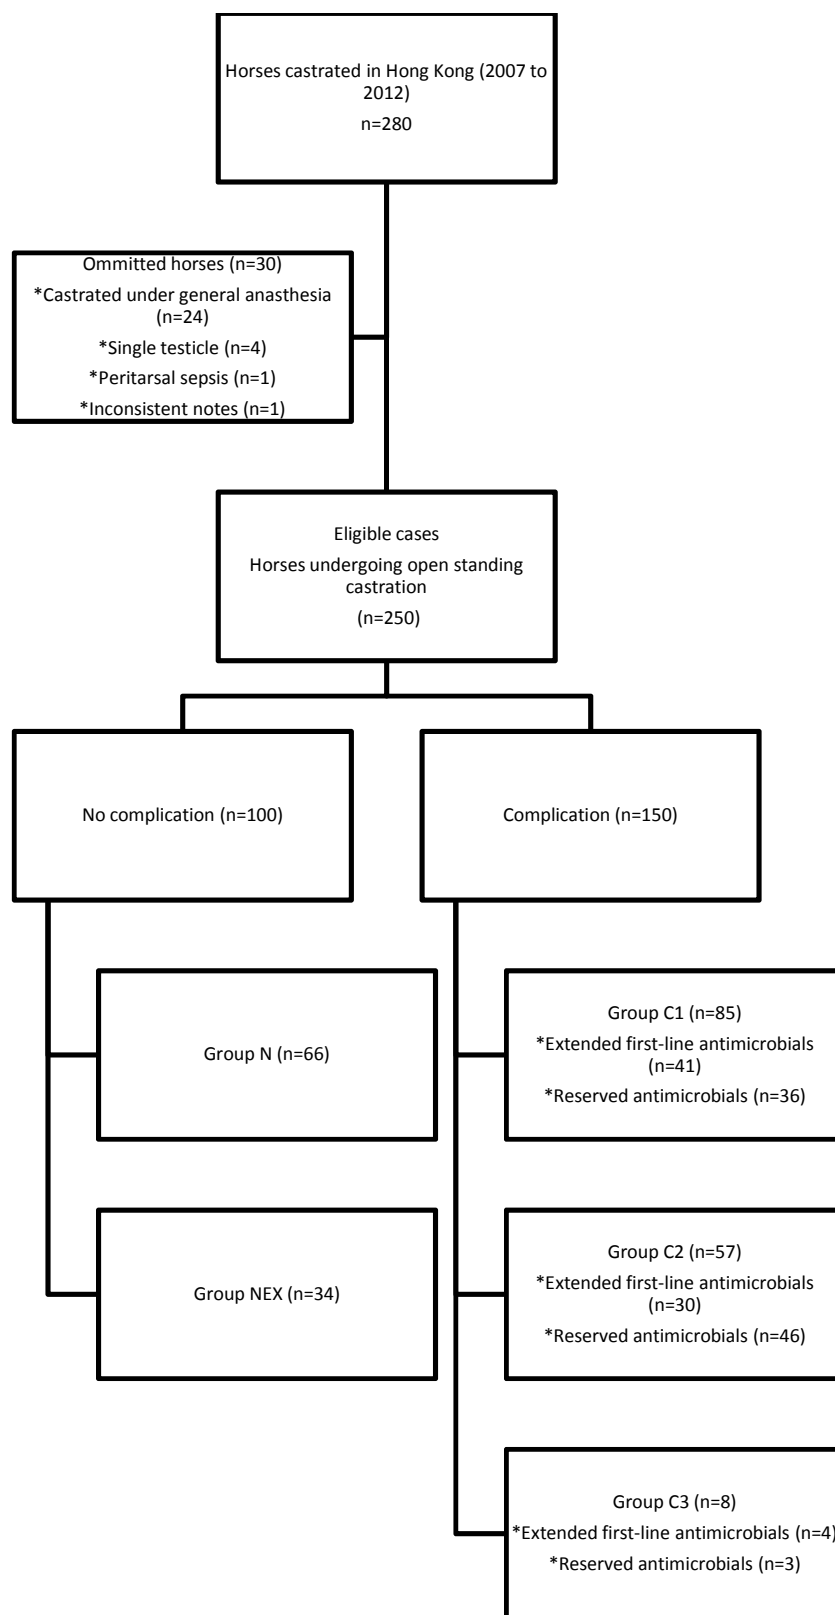 Horses castrated in Hong Kong (2007 to
2012)
n=280
Ommitted horses (n=30)
*Castrated under general anasthesia
(n=24)
*Single testicle (n=4)
*Peritarsal sepsis (n=1)
*Inconsistent notes (n=1)
Eligible cases
Horses undergoing open standing
castration
(n=250)
No complication (n=100)
Complication (n=150)
Group N (n=66)
Group C1 (n=85)
*Extended first-line antimicrobials
(n=41)
*Reserved antimicrobials (n=36)
Group NEX (n=34)
Group C2 (n=57)
*Extended first-line antimicrobials
(n=30)
*Reserved antimicrobials (n=46)
Group C3 (n=8)
*Extended first-line antimicrobials (n=4)
*Reserved antimicrobials (n=3)